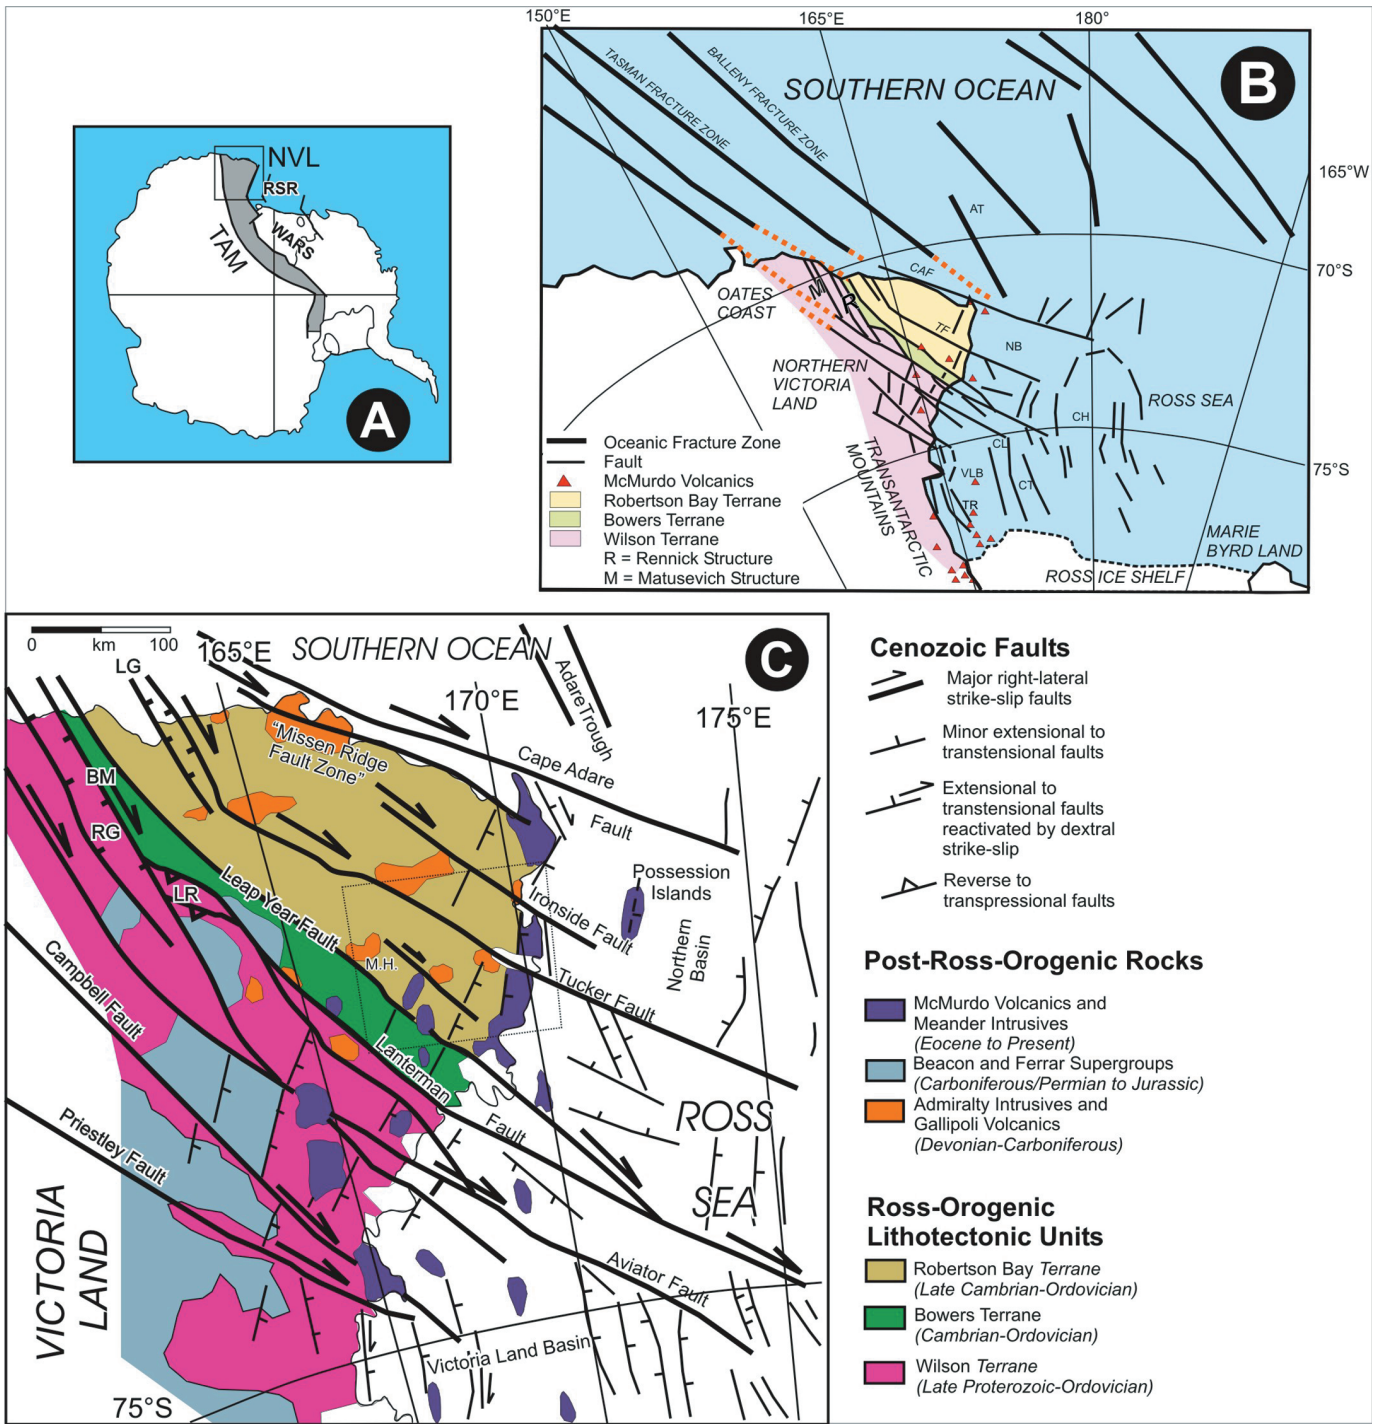 NVL
RSR
WARS
TAM
A
150°E
165°E
180°
165°W
70°S
75°S
B
TASMAN FRACTURE ZONE
BALLENY FRACTURE ZONE
SOUTHERN OCEAN
AT
CAF
OATES
COAST
M
R
TF
NB
NORTHERN
VICTORIA
LAND
ROSS SEA
CH
CL
VLB
CT
TR
TRANSANTARCTIC
MOUNTAINS
MARIE
BYRD LAND
ROSS ICE SHELF
Oceanic Fracture Zone
Fault
McMurdo Volcanics
Robertson Bay Terrane
Bowers Terrane
Wilson Terrane
R = Rennick Structure
M = Matusevich Structure
0 km 100
LG
165°E
SOUTHERN OCEAN
C
170°E
175°E
Adare Trough
"Missen Ridge
Fault Zone"
Cape Adare
Fault
BM
RG
LR
Possession
Islands
Leap Year Fault
Ironside Fault
Northern
Basin
M.H.
Tucker Fault
Campbell Fault
Lanterman
Fault
Priestley Fault
ROSS
SEA
Aviator Fault
VICTORIA
LAND
Victoria Land Basin
75°S
Cenozoic Faults
Major right-lateral
strike-slip faults
Minor extensional to
transtensional faults
Extensional to
transtensional faults
reactivated by dextral
strike-slip
Reverse to
transpressional faults
Post-Ross-Orogenic Rocks
McMurdo Volcanics and
Meander Intrusives
(Eocene to Present)
Beacon and Ferrar Supergroups
(Carboniferous/Permian to Jurassic)
Admiralty Intrusives and
Gallipoli Volcanics
(Devonian-Carboniferous)
Ross-Orogenic
Lithotectonic Units
Robertson Bay Terrane
(Late Cambrian-Ordovician)
Bowers Terrane
(Cambrian-Ordovician)
Wilson Terrane
(Late Proterozoic-Ordovician)